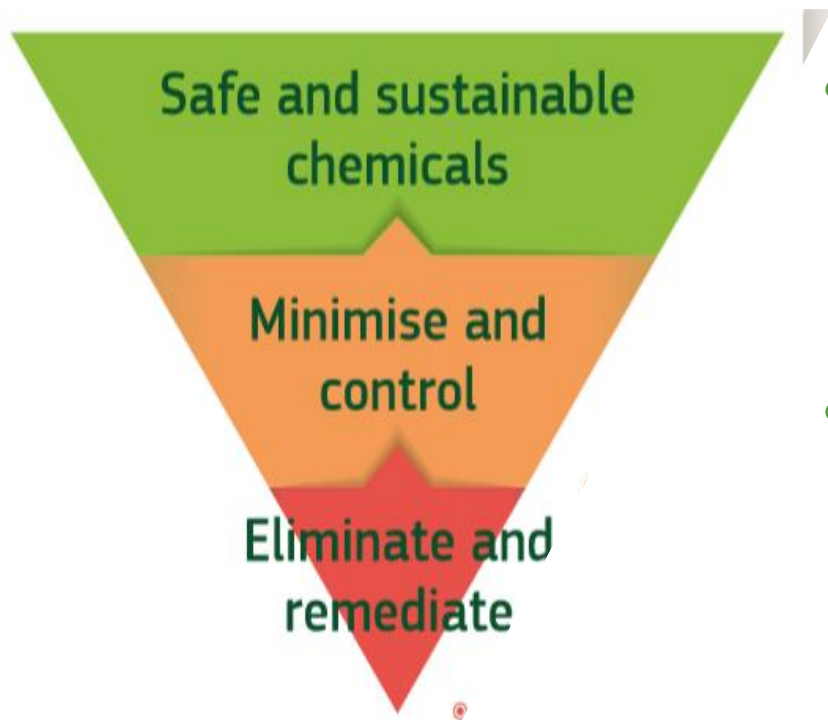 Safe and sustainable
chemicals
Minimise and
control
Eliminate and
remediate